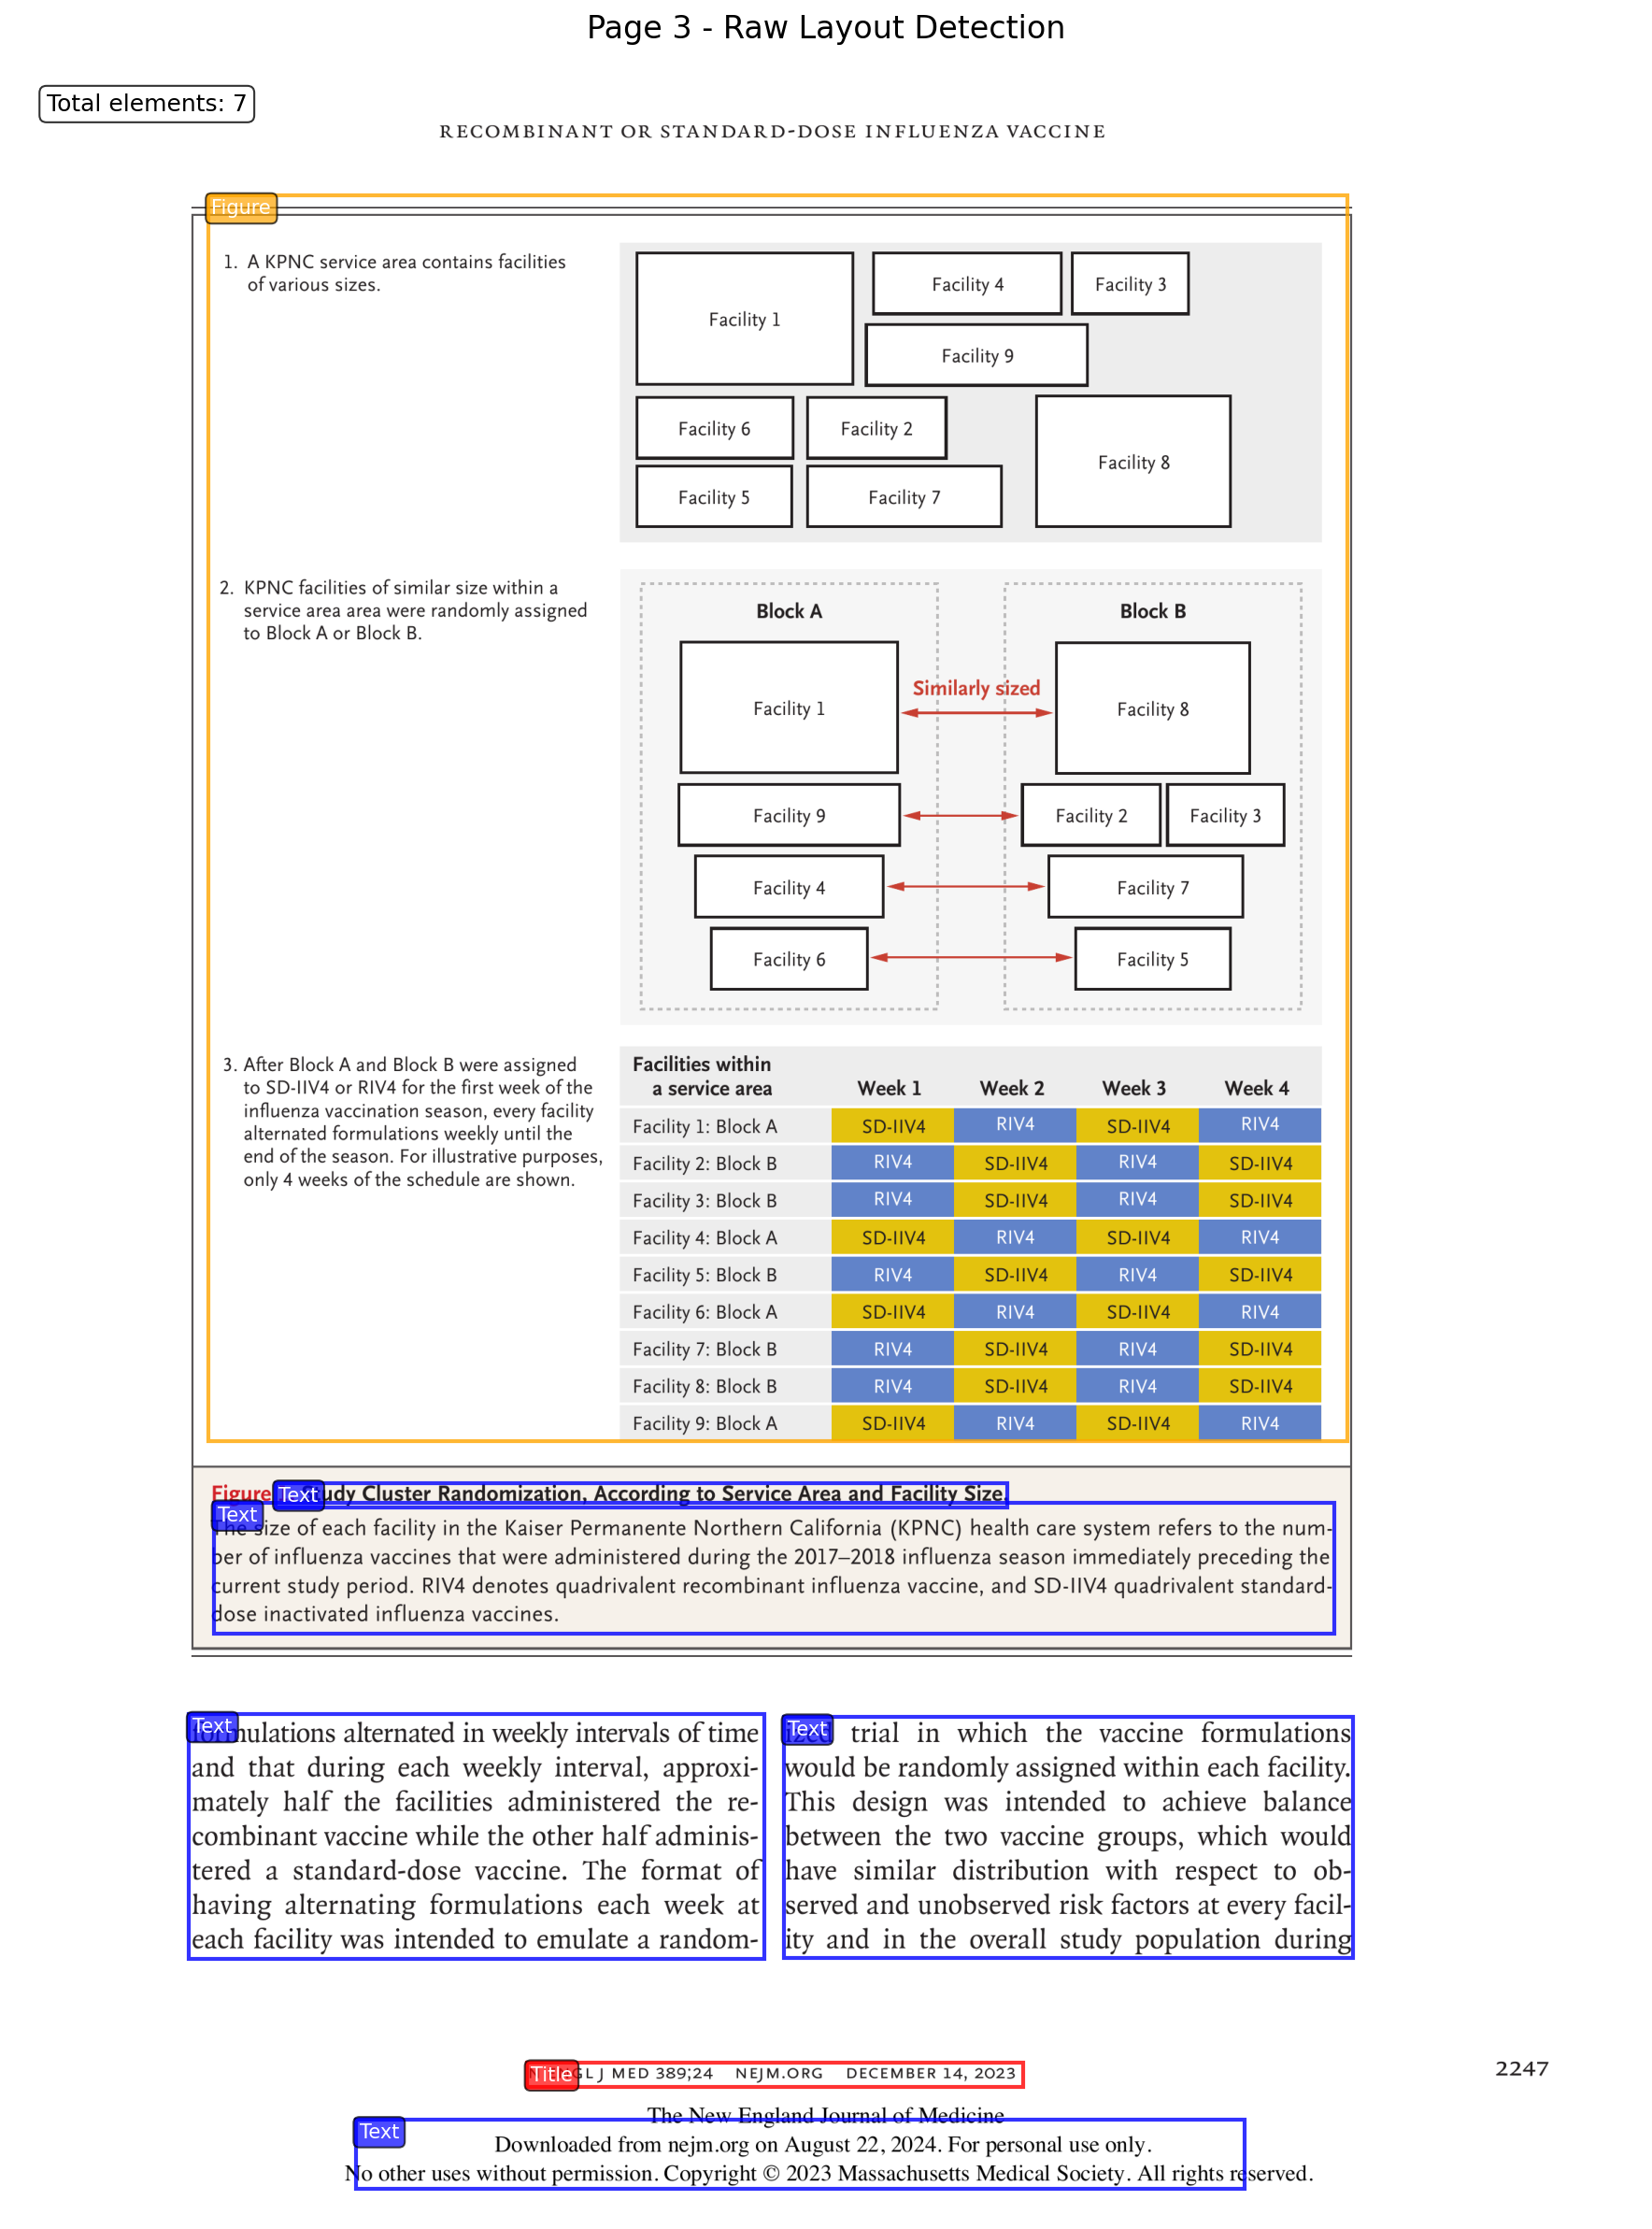 Page 3 - Raw Layout Detection
Total elements: 7
RECOMBINANT OR STANDARD-DOSE INFLUENZA VACCINE
Figure
1. A KPNC service area contains facilities
of various sizes.
Facility 1
Facility 4
Facility 3
Facility 9
Facility 6
Facility 2
Facility 8
Facility 5
Facility 7
2. KPNC facilities of similar size within a
service area area were randomly assigned
to Block A or Block B.
Block A
Block B
Similarly sized
Facility 1
Facility 8
Facility 9
Facility 2
Facility 3
Facility 4
Facility 7
Facility 6
Facility 5
3. After Block A and Block B were assigned
to SD-IIV4 or RIV4 for the first week of the
influenza vaccination season, every facility
alternated formulations weekly until the
end of the season. For illustrative purposes,
only 4 weeks of the schedule are shown.
Facilities within
a service area Week 1 Week 2 Week 3 Week 4
Facility 1: Block A SD-IIV4 RIV4 SD-IIV4 RIV4
Facility 2: Block B RIV4 SD-IIV4 RIV4 SD-IIV4
Facility 3: Block B RIV4 SD-IIV4 RIV4 SD-IIV4
Facility 4: Block A SD-IIV4 RIV4 SD-IIV4 RIV4
Facility 5: Block B RIV4 SD-IIV4 RIV4 SD-IIV4
Facility 6: Block A SD-IIV4 RIV4 SD-IIV4 RIV4
Facility 7: Block B RIV4 SD-IIV4 RIV4 SD-IIV4
Facility 8: Block B RIV4 SD-IIV4 RIV4 SD-IIV4
Facility 9: Block A SD-IIV4 RIV4 SD-IIV4 RIV4
Figure Text Study Cluster Randomization, According to Service Area and Facility Size.
Text
The size of each facility in the Kaiser Permanente Northern California (KPNC) health care system refers to the num-
ber of influenza vaccines that were administered during the 2017–2018 influenza season immediately preceding the
current study period. RIV4 denotes quadrivalent recombinant influenza vaccine, and SD-IIV4 quadrivalent standard-
dose inactivated influenza vaccines.
Text
formulations alternated in weekly intervals of time
and that during each weekly interval, approxi-
mately half the facilities administered the re-
combinant vaccine while the other half adminis-
tered a standard-dose vaccine. The format of
having alternating formulations each week at
each facility was intended to emulate a random-
Text
ized trial in which the vaccine formulations
would be randomly assigned within each facility.
This design was intended to achieve balance
between the two vaccine groups, which would
have similar distribution with respect to ob-
served and unobserved risk factors at every facil-
ity and in the overall study population during
Title GL J MED 389;24 NEJM.ORG DECEMBER 14, 2023
2247
The New England Journal of Medicine
Text
Downloaded from nejm.org on August 22, 2024. For personal use only.
No other uses without permission. Copyright © 2023 Massachusetts Medical Society. All rights reserved.